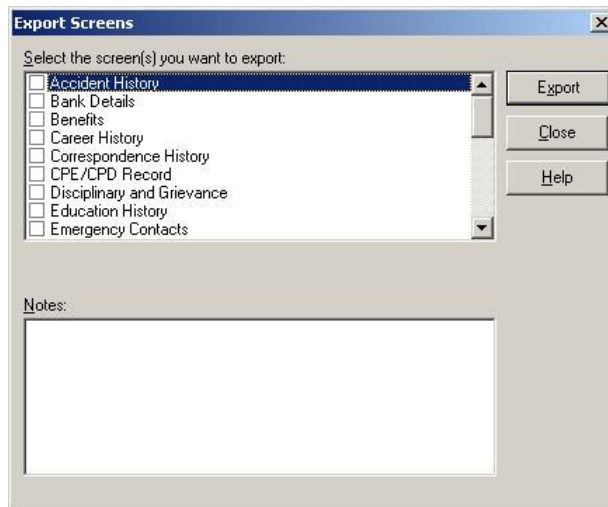 Export Screens
Select the screen(s) you want to export:
Accident History
Bank Details
Benefits
Career History
Correspondence History
CPE/CPD Record
Disciplinary and Grievance
Education History
Emergency Contacts
Export
Close
Help
Notes: